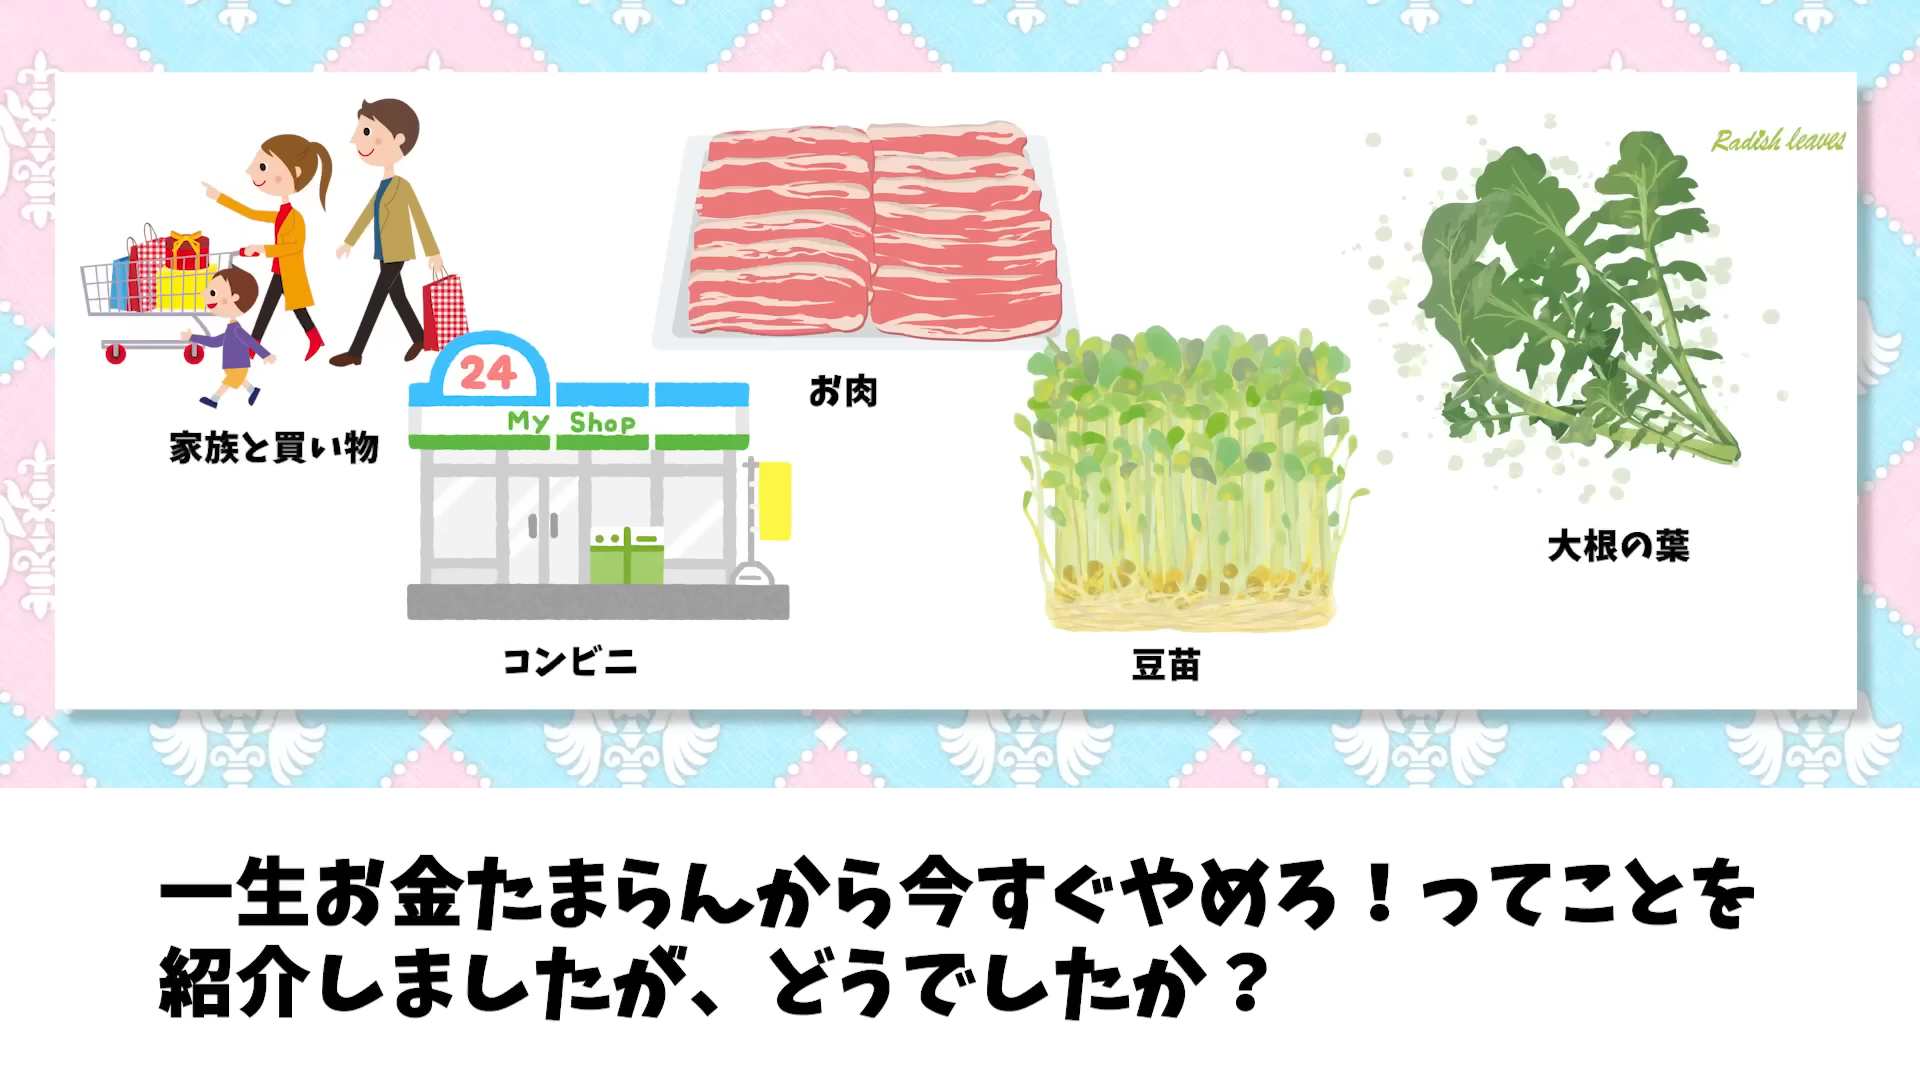 Radish leaves
24
My Shop
お肉
家族と買い物
大根の葉
コンビニ
豆苗
一生お金たまらんから今すぐやめろ！ってことを
紹介しましたが、どうでしたか？